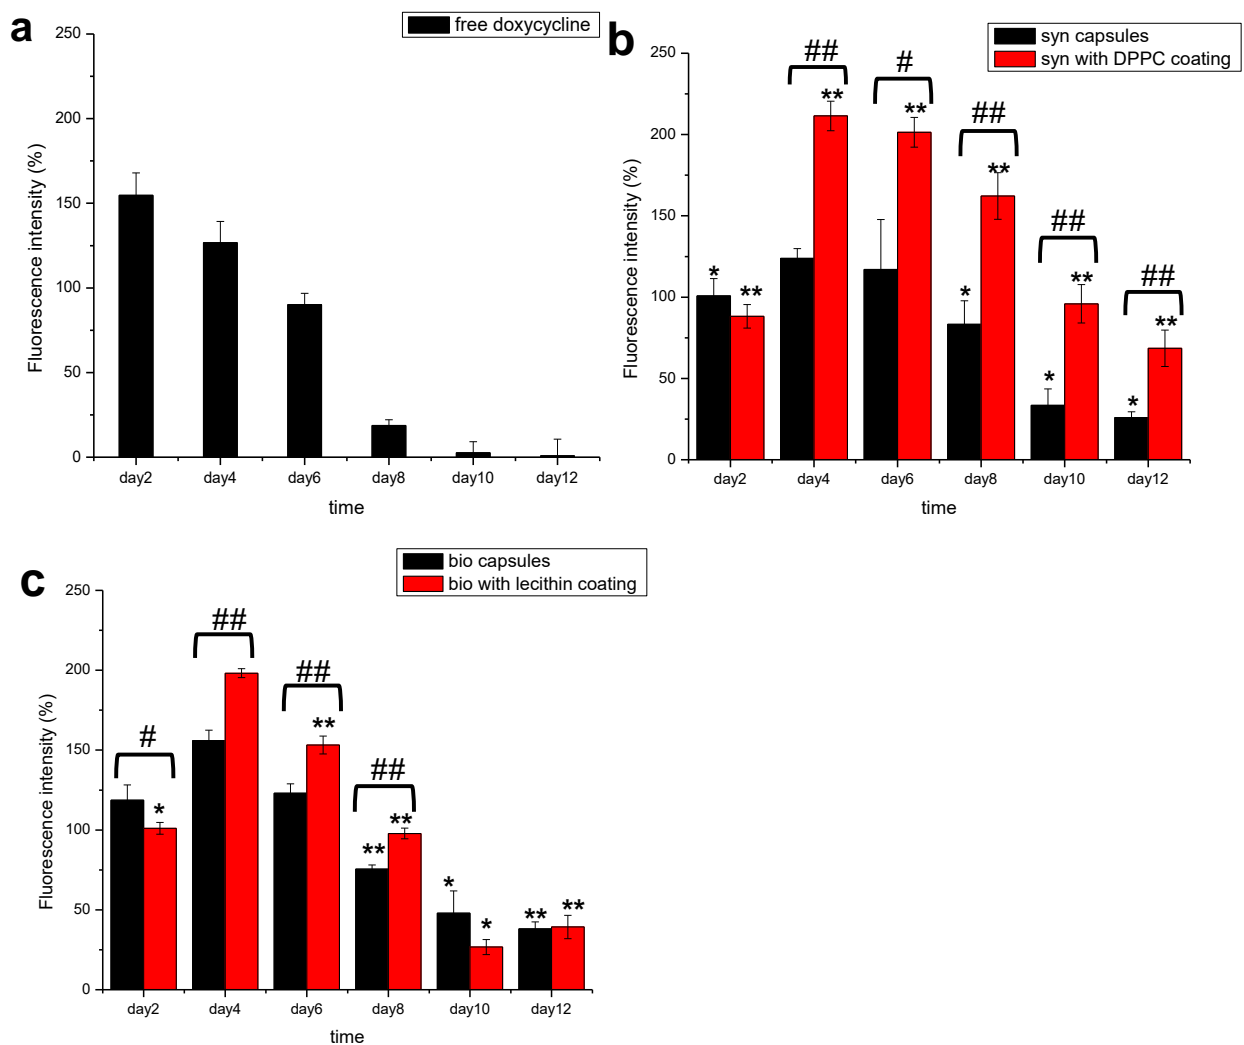 a
free doxycycline
250
200
150
100
50
0
Fluorescence intensity (%)
day2 day4 day6 day8 day10 day12
time
b
syn capsules
syn with DPPC coating
250
200
150
100
50
0
Fluorescence intensity (%)
## # ## ## ##
* ** ** ** * ** * ** * **
day2 day4 day6 day8 day10 day12
time
c
bio capsules
bio with lecithin coating
250
200
150
100
50
0
Fluorescence intensity (%)
# ## ## ##
* ** ** ** * * ** **
day2 day4 day6 day8 day10 day12
time